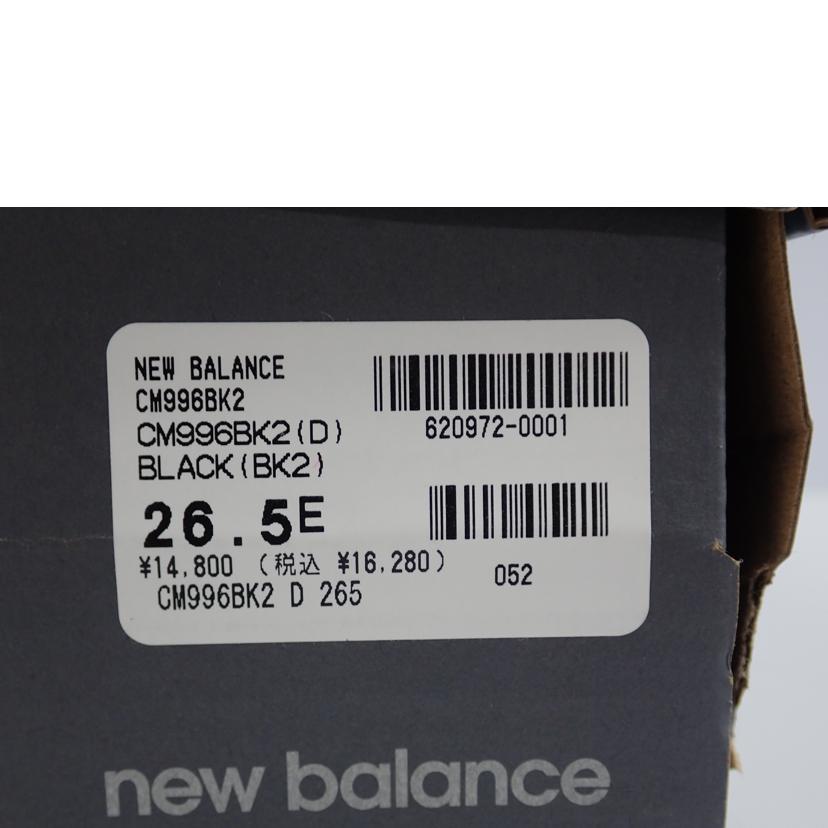 NEW BALANCE
CM996BK2
CM996BK2(D)
BLACK(BK2)
26.5E
¥14,800 (税込 ¥16,280)
CM996BK2 D 265
620972-0001
052
new balance